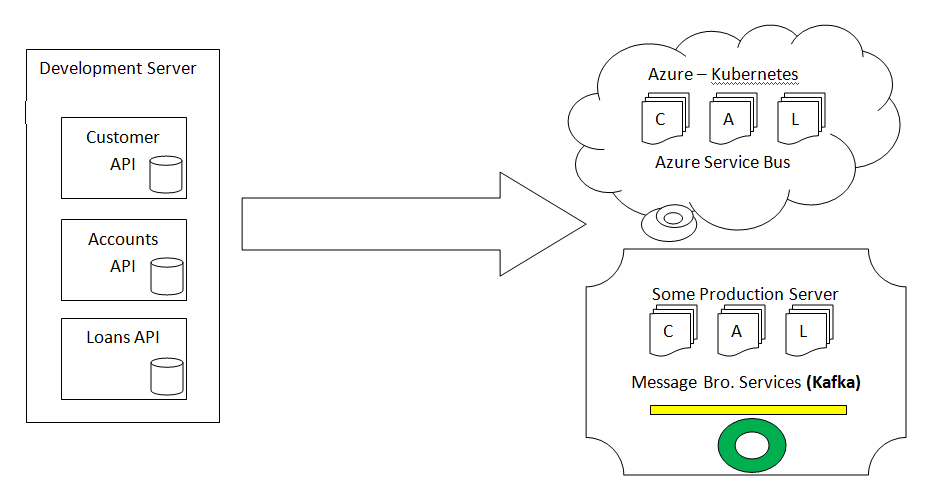 Development Server
Customer
API
Accounts
API
Loans API
Azure – Kubernetes
C A L
Azure Service Bus
Some Production Server
C A L
Message Bro. Services (Kafka)